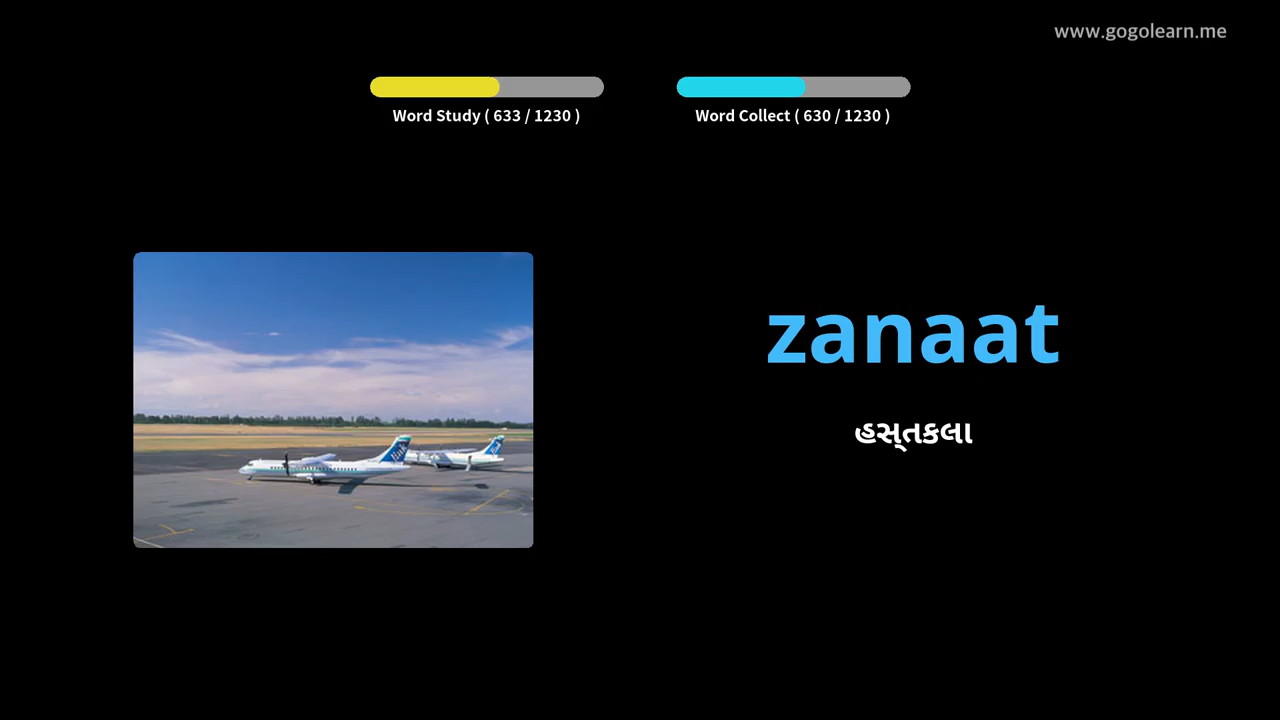 www.gogolearn.me
Word Study ( 633 / 1230 )
Word Collect ( 630 / 1230 )
zanaat
હસ્તકલા